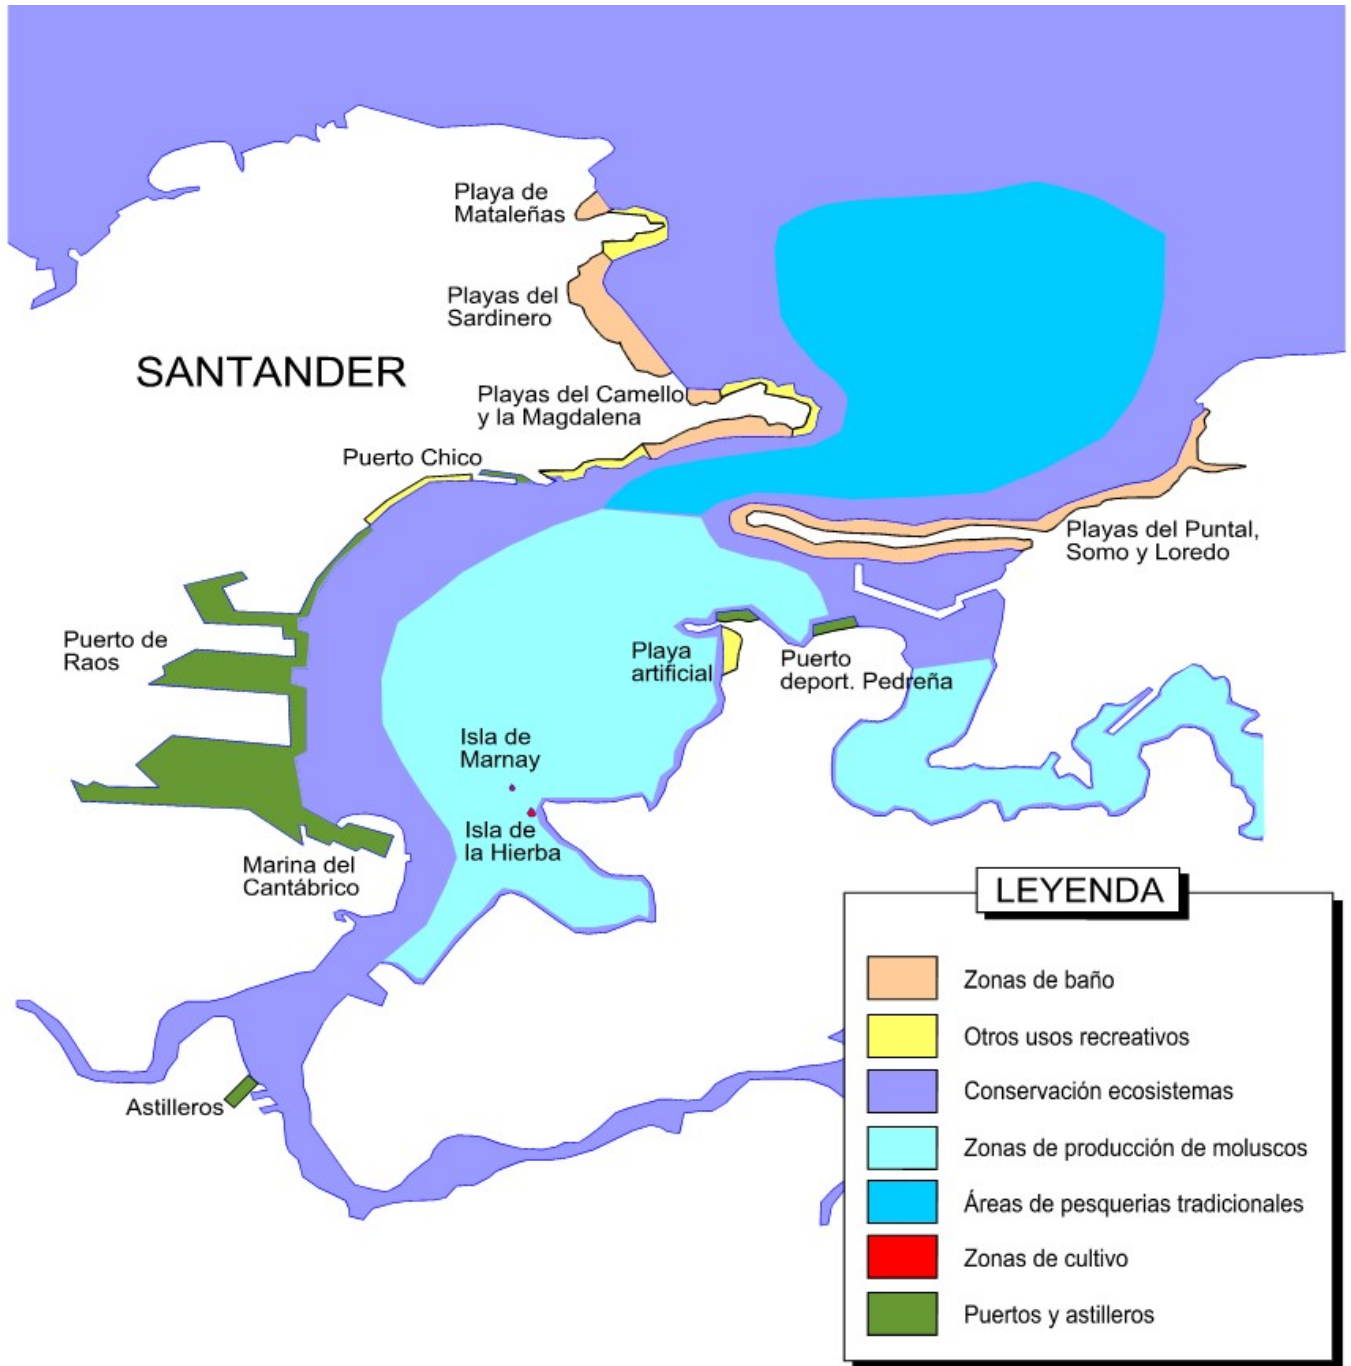 Playa de
Mataleñas
Playas del
Sardinero
SANTANDER
Playas del Camello
y la Magdalena
Puerto Chico
Playas del Puntal,
Somo y Loredo
Puerto de
Raos
Playa
artificial
Puerto
deport. Pedreña
Isla de
Marnay
Isla de
la Hierba
Marina del
Cantábrico
Astilleros
LEYENDA
Zonas de baño
Otros usos recreativos
Conservación ecosistemas
Zonas de producción de moluscos
Áreas de pesquerias tradicionales
Zonas de cultivo
Puertos y astilleros